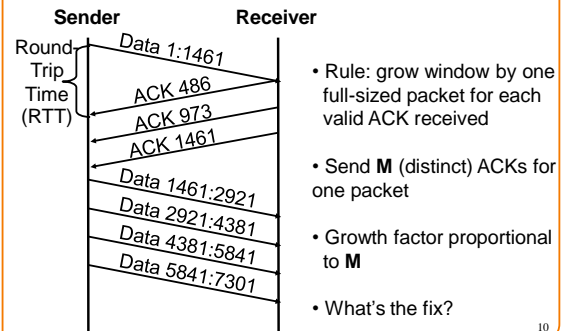 Sender
Receiver
Round-
Trip
Time
(RTT)
Data 1:1461
ACK 486
ACK 973
ACK 1461
Data 1461:2921
Data 2921:4381
Data 4381:5841
Data 5841:7301
• Rule: grow window by one
full-sized packet for each
valid ACK received
• Send M (distinct) ACKs for
one packet
• Growth factor proportional
to M
• What's the fix?
10